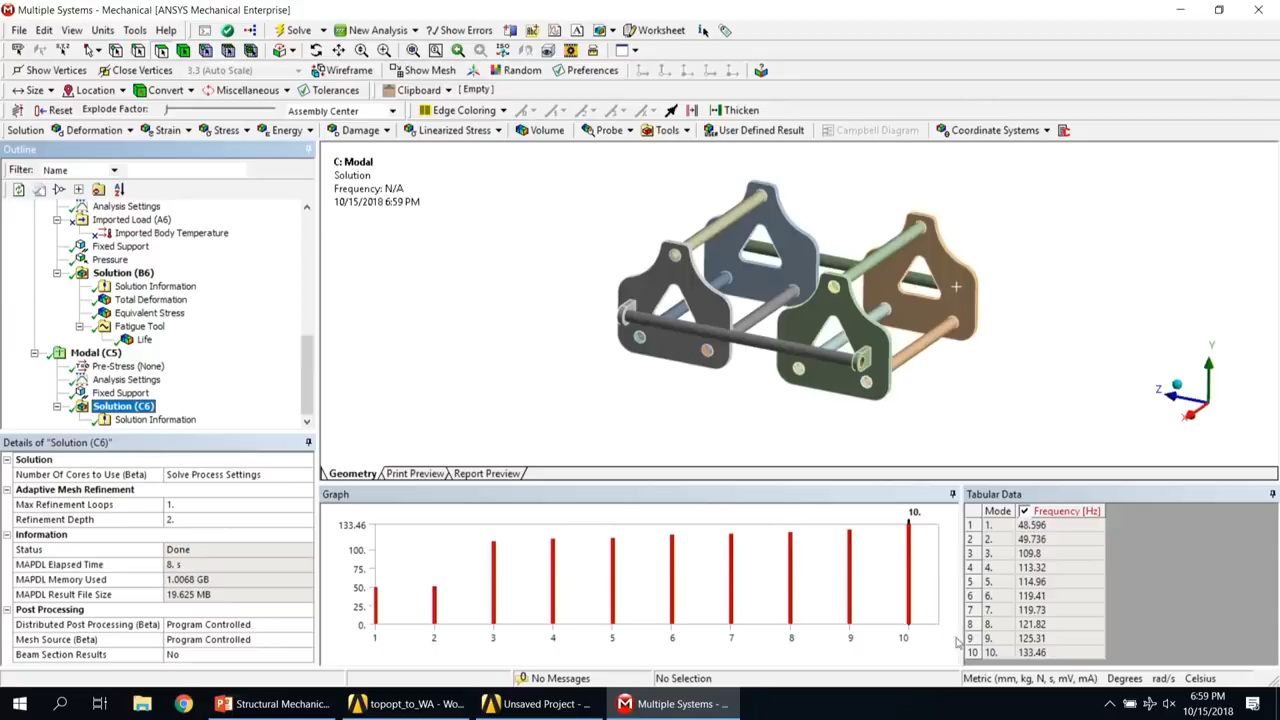 Multiple Systems - Mechanical [ANSYS Mechanical Enterprise]
File Edit View Units Tools Help Solve New Analysis Show Errors Worksheet
Show Vertices Close Vertices 3.3 (Auto Scale) Wireframe Show Mesh Random Preferences
Size Location Convert Miscellaneous Tolerances Clipboard [Empty]
Reset Explode Factor: Assembly Center Edge Coloring Thicken
Solution Deformation Strain Stress Energy Damage Linearized Stress Volume Probe Tools User Defined Result Campbell Diagram Coordinate Systems
Outline
Filter: Name
Analysis Settings
Imported Load (A6)
Imported Body Temperature
Fixed Support
Pressure
Solution (B6)
Solution Information
Total Deformation
Equivalent Stress
Fatigue Tool
Life
Modal (C5)
Pre-Stress (None)
Analysis Settings
Fixed Support
Solution (C6)
Solution Information
Details of "Solution (C6)"
Solution
Number Of Cores to Use (Beta) Solve Process Settings
Adaptive Mesh Refinement
Max Refinement Loops 1.
Refinement Depth 2.
Information
Status Done
MAPDL Elapsed Time 8. s
MAPDL Memory Used 1.0068 GB
MAPDL Result File Size 19.625 MB
Post Processing
Distributed Post Processing (Beta) Program Controlled
Mesh Source (Beta) Program Controlled
Beam Section Results No
C: Modal
Solution
Frequency: N/A
10/15/2018 6:59 PM
Y
Z
X
Geometry Print Preview Report Preview
Graph
10.
133.46
100.
75.
50.
25.
0.
1 2 3 4 5 6 7 8 9 10
Tabular Data
Mode Frequency [Hz]
1 1. 48.596
2 2. 49.736
3 3. 109.8
4 4. 113.32
5 5. 114.96
6 6. 119.41
7 7. 119.73
8 8. 121.82
9 9. 125.31
10 10. 133.46
0 No Messages No Selection Metric (mm, kg, N, s, mV, mA) Degrees rad/s Celsius
Structural Mechanic... topopt_to_WA - Wo... Unsaved Project - ... Multiple Systems - ...
6:59 PM
10/15/2018